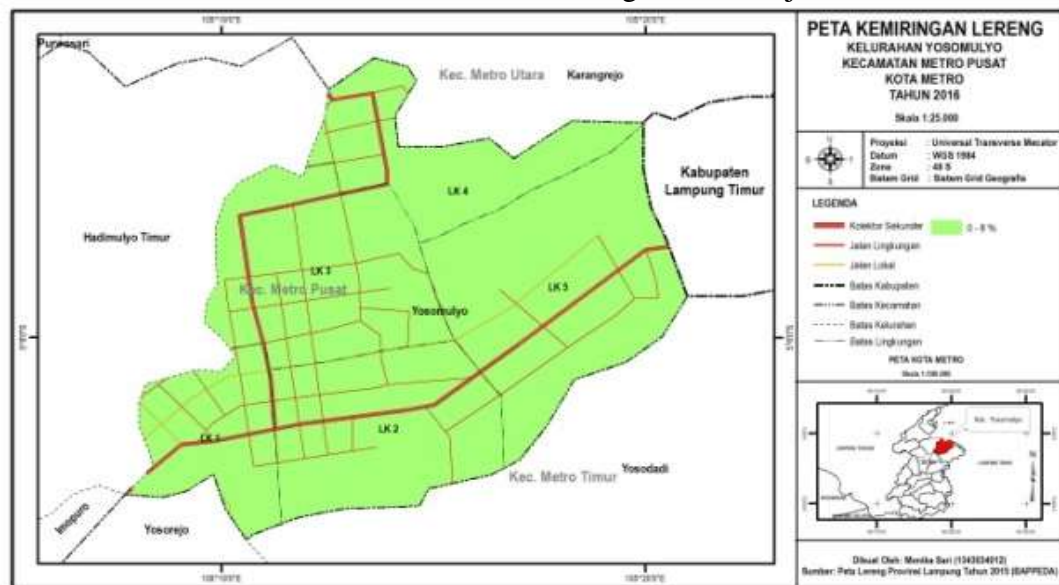 PETA KEMIRINGAN LERENG
KELURAHAN YOSOMULYO
KECAMATAN METRO PUSAT
KOTA METRO
TAHUN 2016
Skala 1:25.000
Proyeksi : Universal Transverse Mecator
Datum : WGS 1984
Zona : 48 S
Sistem Grid : Sistem Grid Geografis
LEGENDA
Kolektor Sekunder
0 - 8 %
Jalan Lingkungan
Jalan Lokal
Batas Kabupaten
Batas Kecamatan
Batas Kelurahan
Batas Lingkungan
PETA KOTA METRO
Dibuat Oleh: Monika Sari (1343034012)
Sumber: Peta Lereng Provinsi Lampung Tahun 2015 (BAPPEDA)
Purwosari
Kec. Metro Utara
Karangrejo
Kabupaten
Lampung Timur
LK 4
Hadimulyo Timur
LK 3
Kec. Metro Pusat
LK 5
Yosomulyo
LK 1
LK 2
Kec. Metro Timur
Yosodadi
Imopuro
Yosorejo